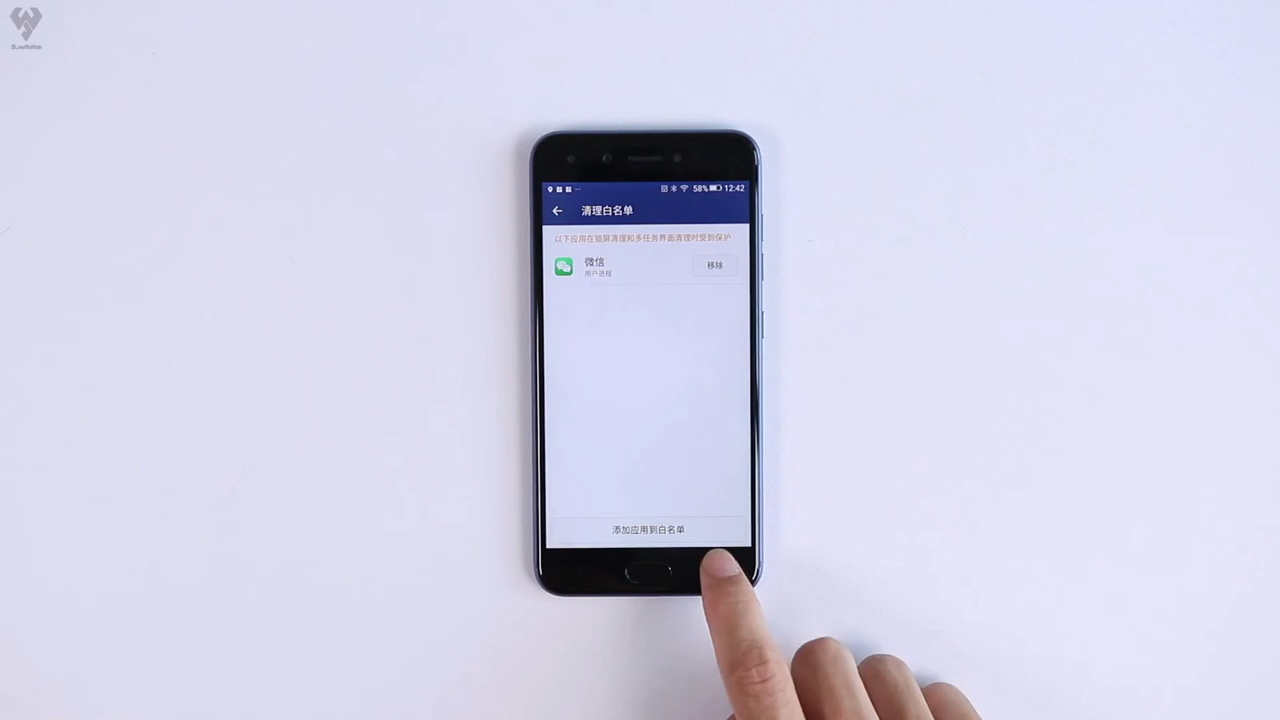 S.white
58% 12:42
清理白名单
以下应用在锁屏清理和多任务界面清理时受到保护
微信
用户进程
移除
添加应用到白名单